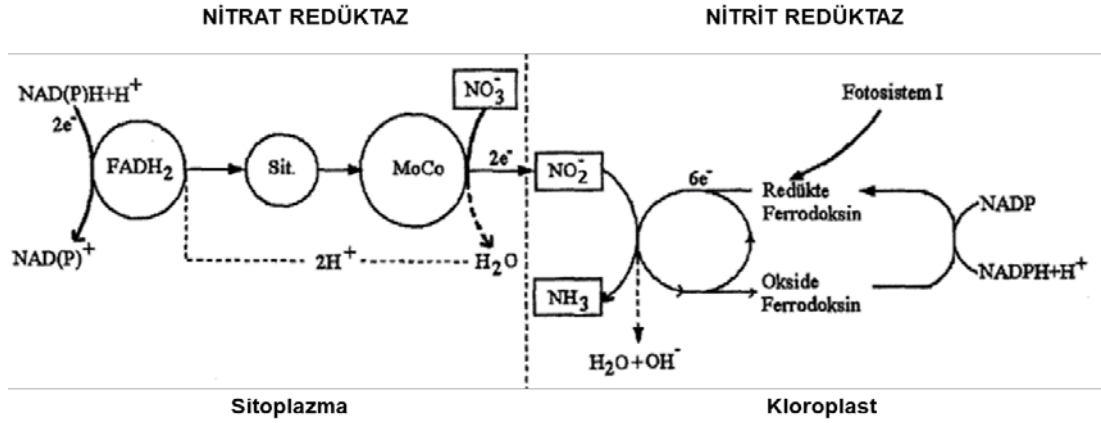 NİTRAT REDÜKTAZ
NİTRİT REDÜKTAZ
NAD(P)H+H⁺
2e⁻
FADH₂
Sit.
MoCo
NO₃⁻
2e⁻
NAD(P)⁺
2H⁺
H₂O
NO₂⁻
6e⁻
Fotosistem I
Redükte
Ferrodoksin
NADP
NADPH+H⁺
Okside
Ferrodoksin
NH₃
H₂O+OH⁻
Sitoplazma
Kloroplast